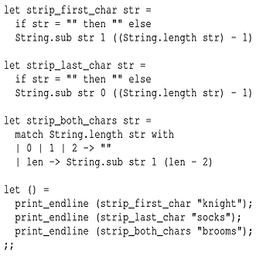 let strip_first_char str =
  if str = "" then "" else
  String.sub str 1 ((String.length str) - 1)

let strip_last_char str =
  if str = "" then "" else
  String.sub str 0 ((String.length str) - 1)

let strip_both_chars str =
  match String.length str with
  | 0 | 1 | 2 -> ""
  | len -> String.sub str 1 (len - 2)

let () =
  print_endline (strip_first_char "knight");
  print_endline (strip_last_char "socks");
  print_endline (strip_both_chars "brooms");
;;